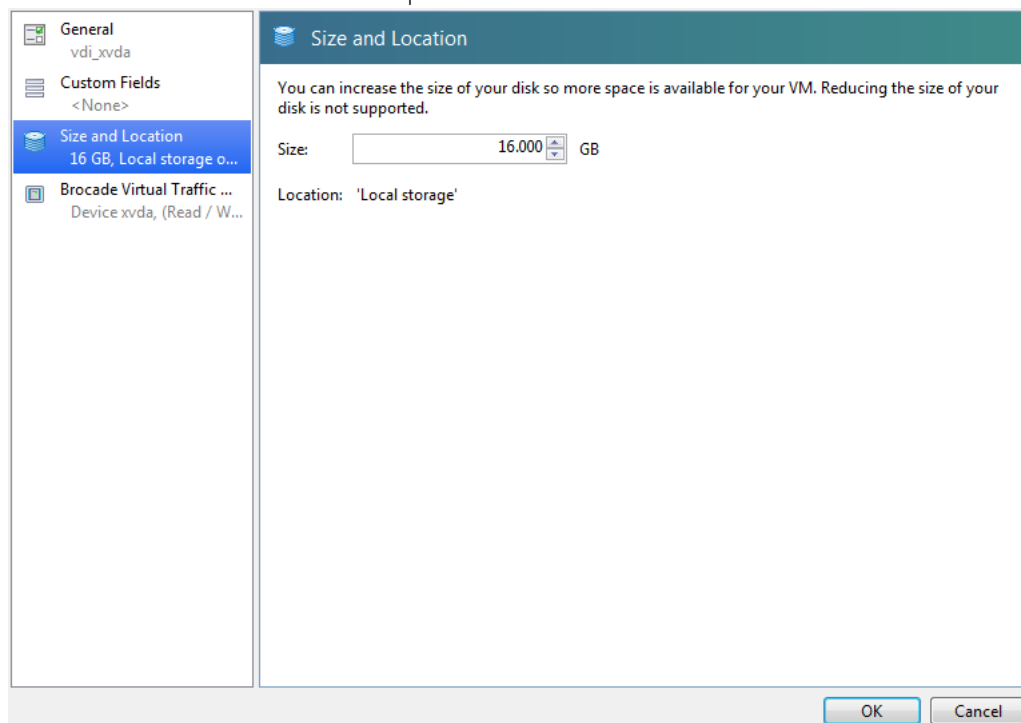 General
vdi_xvda
Custom Fields
<None>
Size and Location
16 GB, Local storage o...
Brocade Virtual Traffic ...
Device xvda, (Read / W...
Size and Location
You can increase the size of your disk so more space is available for your VM. Reducing the size of your
disk is not supported.
Size: 16.000 GB
Location: 'Local storage'
OK Cancel